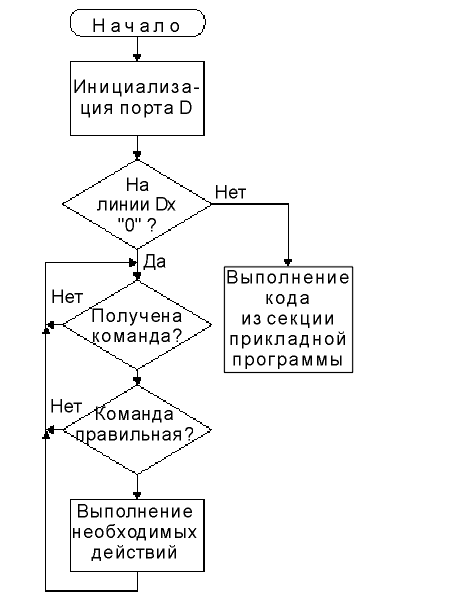 Начало
Инициализа-
ция порта D
На
линии Dx
"0" ?
Нет
Да
Выполнение
кода
из секции
прикладной
программы
Нет
Получена
команда?
Нет
Команда
правильная?
Выполнение
необходимых
действий